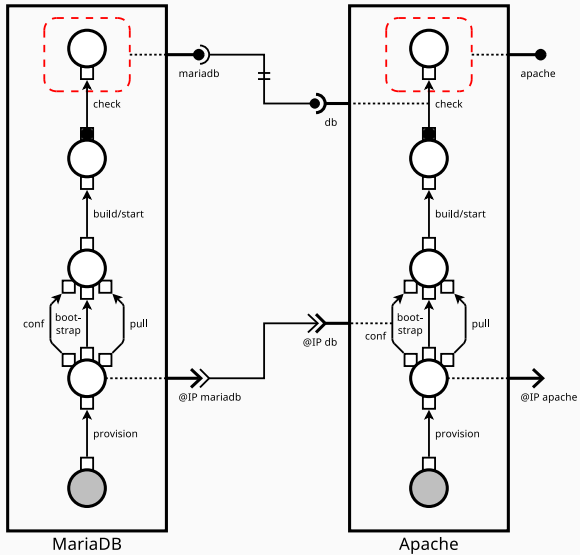 mariadb
apache
check
check
db
build/start
build/start
conf
boot-
strap
pull
boot-
strap
pull
conf
@IP db
@IP mariadb
@IP apache
provision
provision
MariaDB
Apache